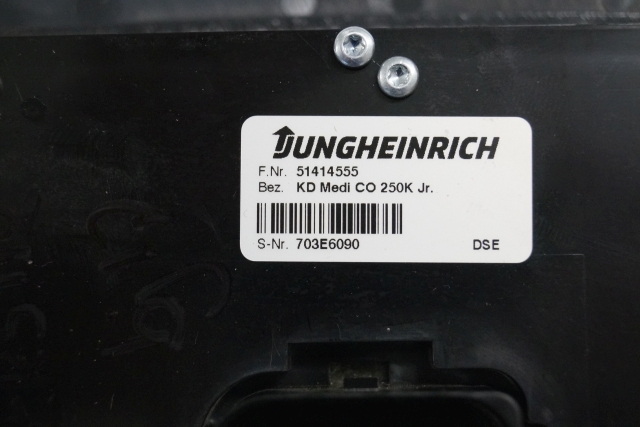 JUNGHEINRICH
F.Nr. 51414555
Bez. KD Medi CO 250K Jr.
S-Nr. 703E6090 DSE